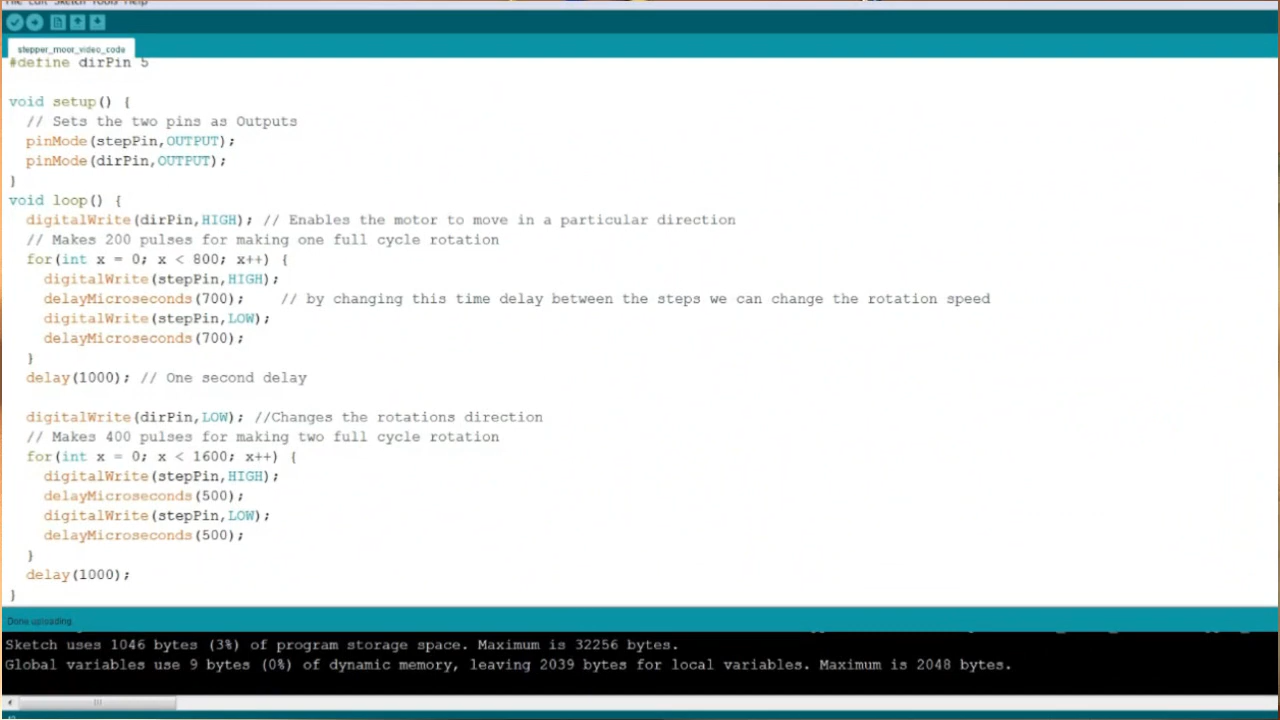 File Edit Sketch Tools Help
stepper_moor_video_code
#define dirPin 5
void setup() {
// Sets the two pins as Outputs
pinMode(stepPin,OUTPUT);
pinMode(dirPin,OUTPUT);
}
void loop() {
digitalWrite(dirPin,HIGH); // Enables the motor to move in a particular direction
// Makes 200 pulses for making one full cycle rotation
for(int x = 0; x < 800; x++) {
digitalWrite(stepPin,HIGH);
delayMicroseconds(700);    // by changing this time delay between the steps we can change the rotation speed
digitalWrite(stepPin,LOW);
delayMicroseconds(700);
}
delay(1000); // One second delay
digitalWrite(dirPin,LOW); //Changes the rotations direction
// Makes 400 pulses for making two full cycle rotation
for(int x = 0; x < 1600; x++) {
digitalWrite(stepPin,HIGH);
delayMicroseconds(500);
digitalWrite(stepPin,LOW);
delayMicroseconds(500);
}
delay(1000);
}
Done uploading.
Sketch uses 1046 bytes (3%) of program storage space. Maximum is 32256 bytes.
Global variables use 9 bytes (0%) of dynamic memory, leaving 2039 bytes for local variables. Maximum is 2048 bytes.